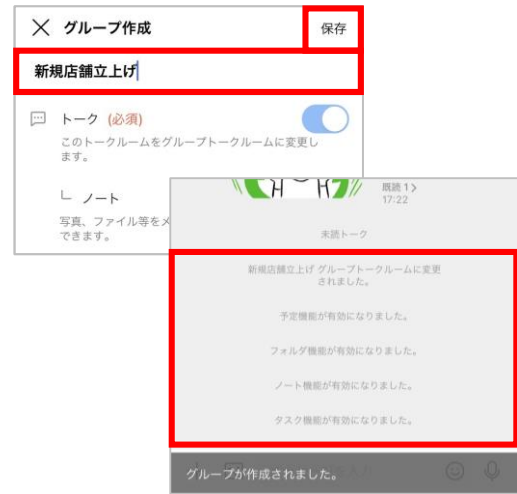 グループ作成
保存
新規店舗立上げ
トーク (必須)
このトークルームをグループトークルームに変更し
ます。
ノート
写真、ファイル等をメ
できます。
既読 1
17:22
未読トーク
新規店舗立上げ グループトークルームに変更
されました。
予定機能が有効になりました。
フォルダ機能が有効になりました。
ノート機能が有効になりました。
タスク機能が有効になりました。
グループが作成されました。